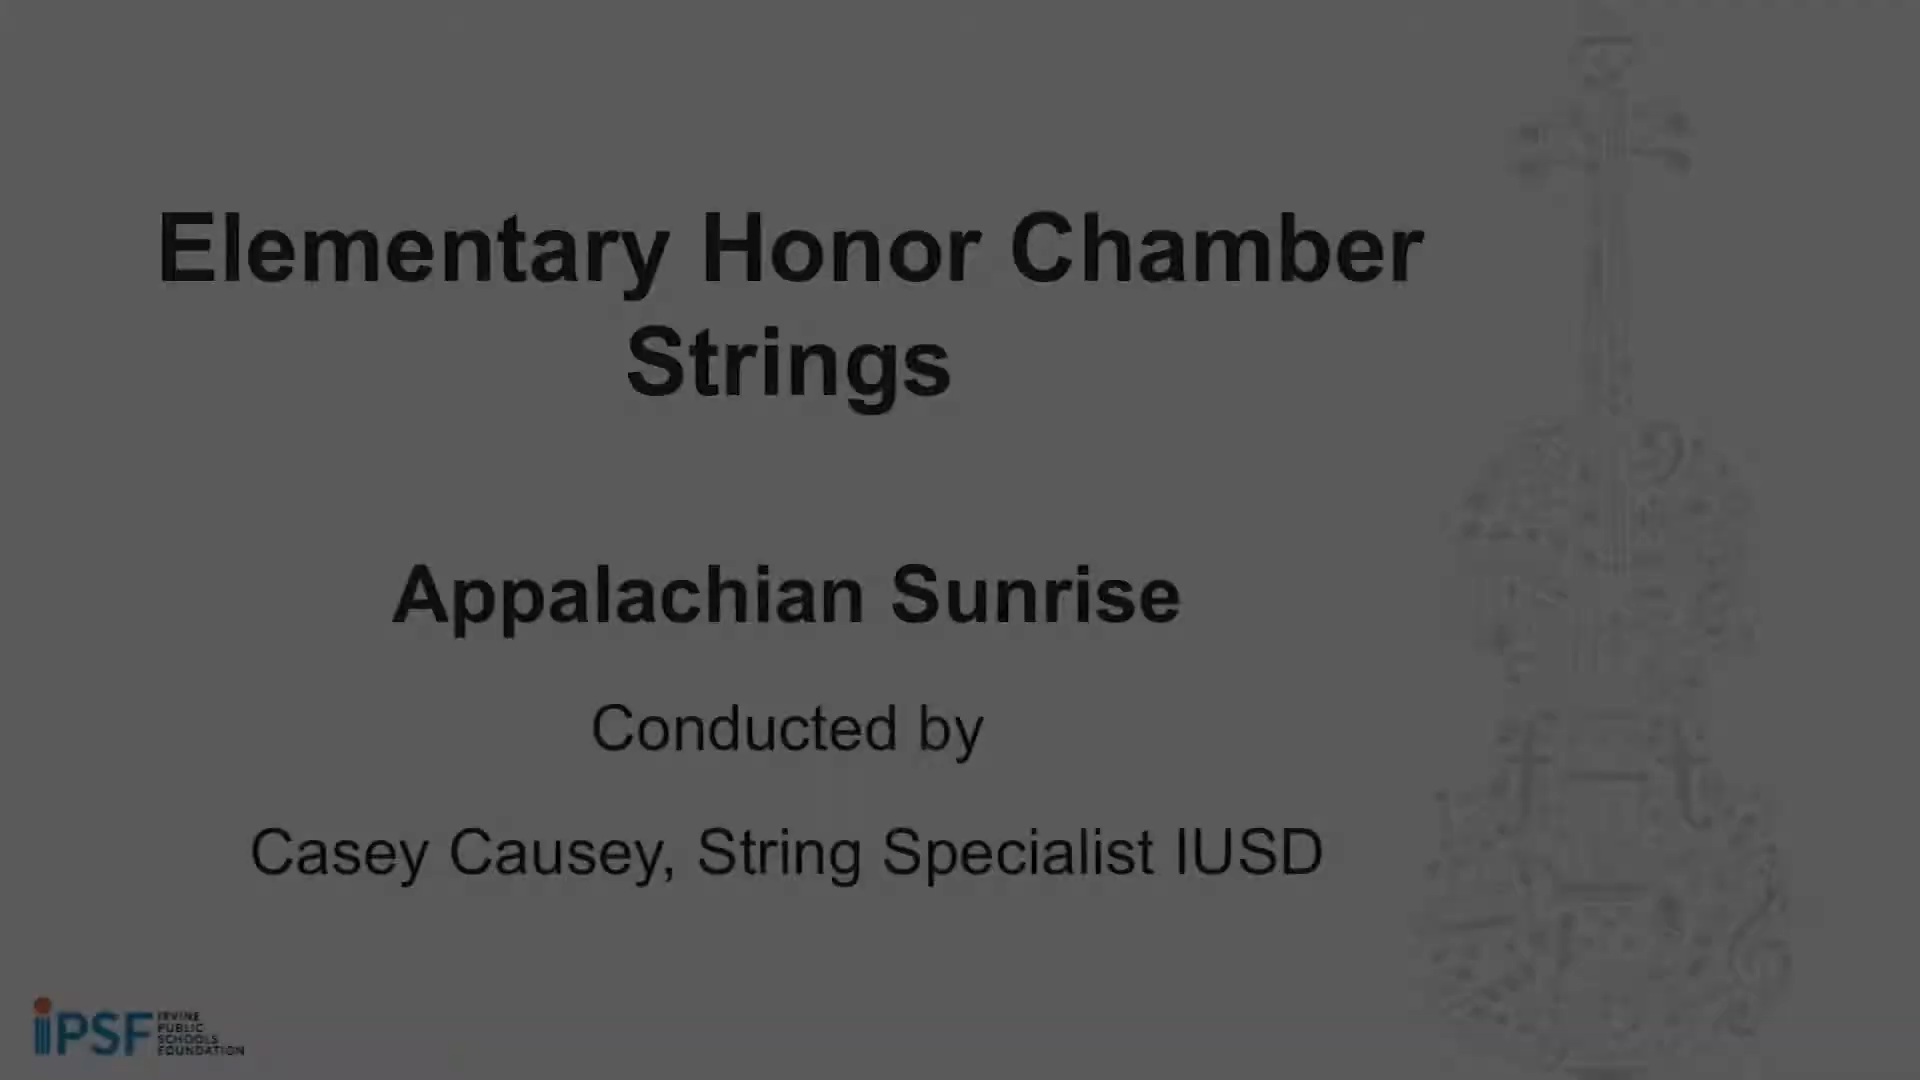 Elementary Honor Chamber
Strings
Appalachian Sunrise
Conducted by
Casey Causey, String Specialist IUSD
iPSF
IRVINE
PUBLIC
SCHOOLS
FOUNDATION